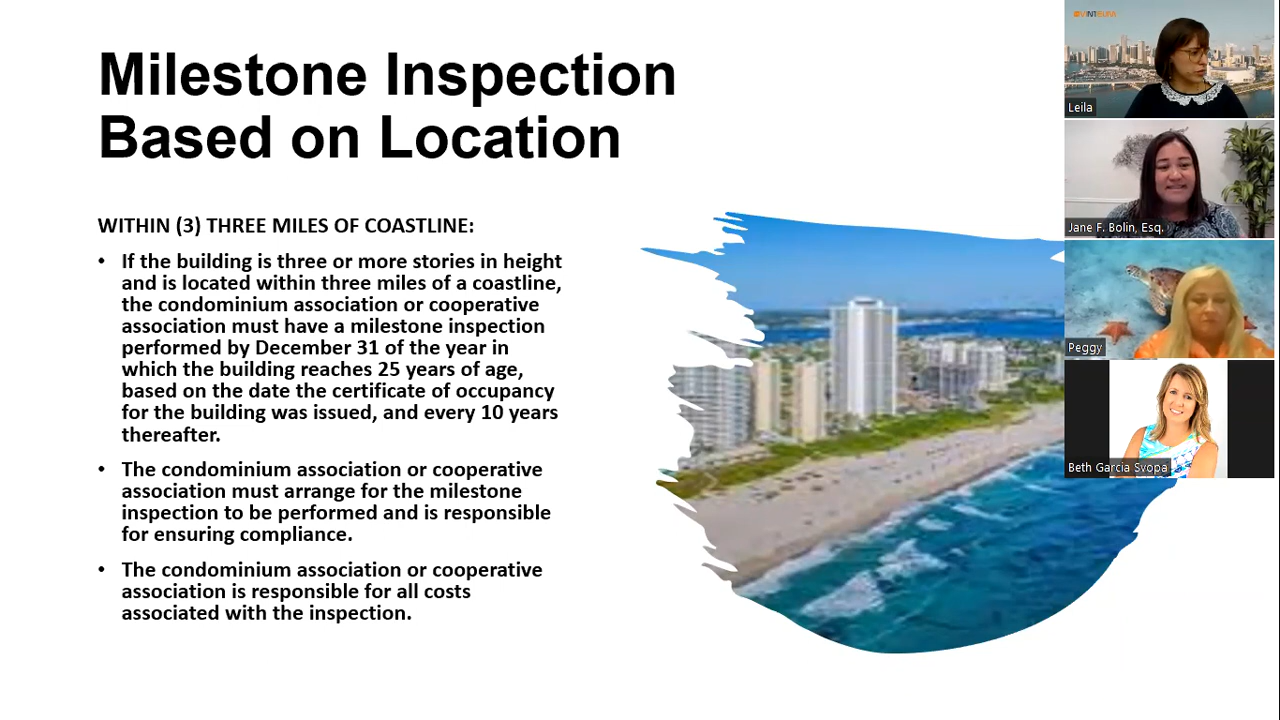 Milestone Inspection
Based on Location
WITHIN (3) THREE MILES OF COASTLINE:
• If the building is three or more stories in height
and is located within three miles of a coastline,
the condominium association or cooperative
association must have a milestone inspection
performed by December 31 of the year in
which the building reaches 25 years of age,
based on the date the certificate of occupancy
for the building was issued, and every 10 years
thereafter.
• The condominium association or cooperative
association must arrange for the milestone
inspection to be performed and is responsible
for ensuring compliance.
• The condominium association or cooperative
association is responsible for all costs
associated with the inspection.
VINTEUM
Leila
Jane F. Bolin, Esq.
Peggy
Beth Garcia Svopa